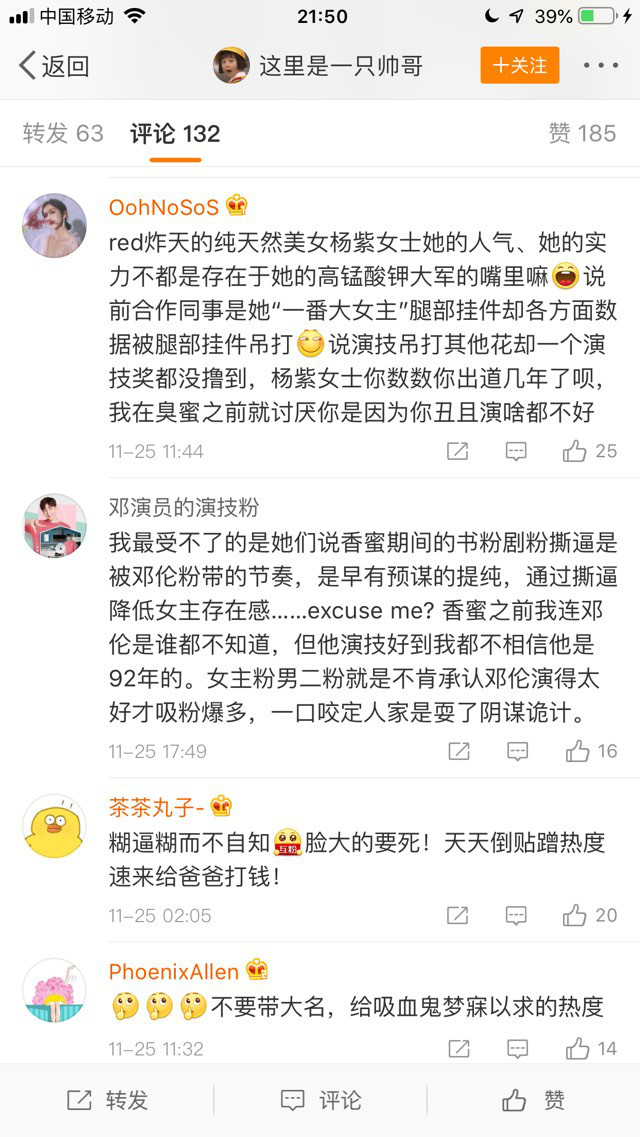 中国移动 21:50 39%
返回 这里是一只帅哥 +关注
转发 63 评论 132 赞 185
OohNoSoS
red炸天的纯天然美女杨紫女士她的人气、她的实
力不都是存在于她的高锰酸钾大军的嘴里嘛说
前合作同事是她“一番大女主”腿部挂件却各方面数
据被腿部挂件吊打说演技吊打其他花却一个演
技奖都没撸到，杨紫女士你数数你出道几年了呗，
我在臭蜜之前就讨厌你是因为你丑且演啥都不好
11-25 11:44 25
邓演员的演技粉
我最受不了的是她们说香蜜期间的书粉剧粉撕逼是
被邓伦粉带的节奏，是早有预谋的提纯，通过撕逼
降低女主存在感……excuse me? 香蜜之前我连邓
伦是谁都不知道，但他演技好到我都不相信他是
92年的。女主粉男二粉就是不肯承认邓伦演得太
好才吸粉爆多，一口咬定人家是耍了阴谋诡计。
11-25 17:49 16
茶茶丸子-
糊逼糊而不自知互粉脸大的要死！天天倒贴蹭热度
速来给爸爸打钱！
11-25 02:05 20
PhoenixAllen
不要带大名，给吸血鬼梦寐以求的热度
11-25 11:32 14
转发 评论 赞